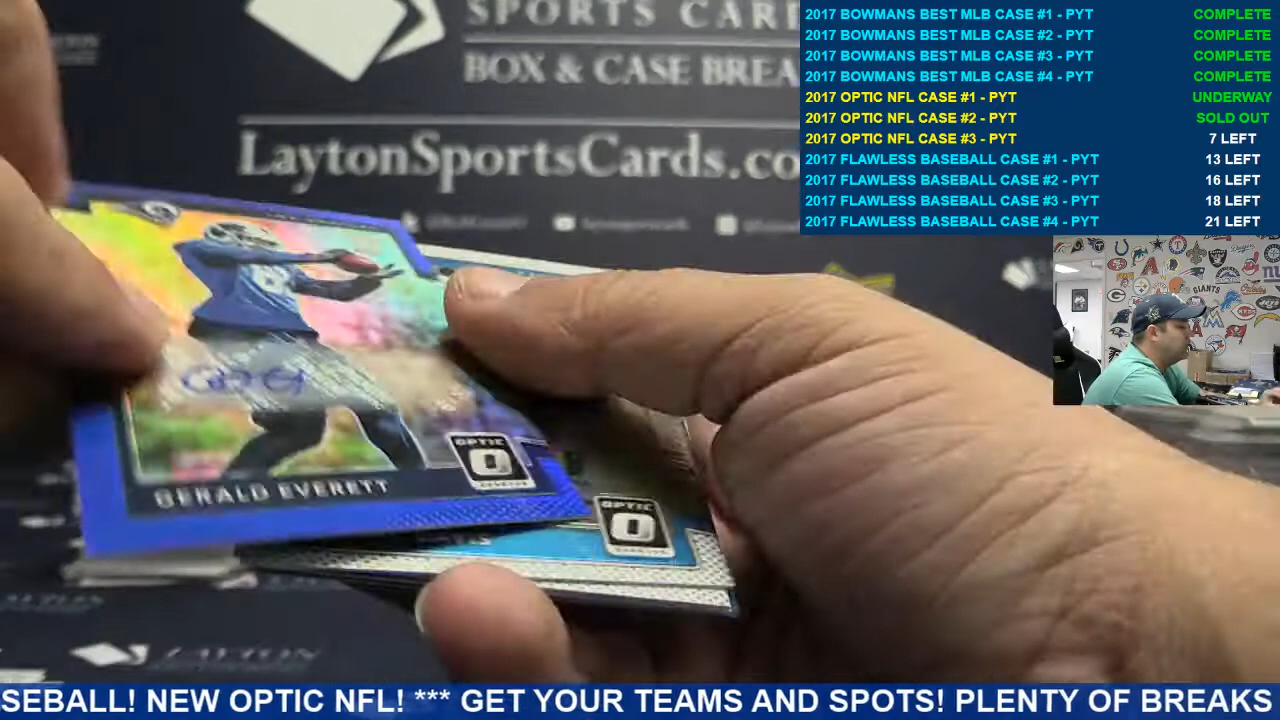 SPORTS CAR
BOX & CASE BREA
LaytonSportsCards.co
2017 BOWMANS BEST MLB CASE #1 - PYT COMPLETE
2017 BOWMANS BEST MLB CASE #2 - PYT COMPLETE
2017 BOWMANS BEST MLB CASE #3 - PYT COMPLETE
2017 BOWMANS BEST MLB CASE #4 - PYT COMPLETE
2017 OPTIC NFL CASE #1 - PYT UNDERWAY
2017 OPTIC NFL CASE #2 - PYT SOLD OUT
2017 OPTIC NFL CASE #3 - PYT 7 LEFT
2017 FLAWLESS BASEBALL CASE #1 - PYT 13 LEFT
2017 FLAWLESS BASEBALL CASE #2 - PYT 16 LEFT
2017 FLAWLESS BASEBALL CASE #3 - PYT 18 LEFT
2017 FLAWLESS BASEBALL CASE #4 - PYT 21 LEFT
GIANTS
OPTIC
GERALD EVERETT
OPTIC
LAYTON
SEBALL! NEW OPTIC NFL! *** GET YOUR TEAMS AND SPOTS! PLENTY OF BREAKS